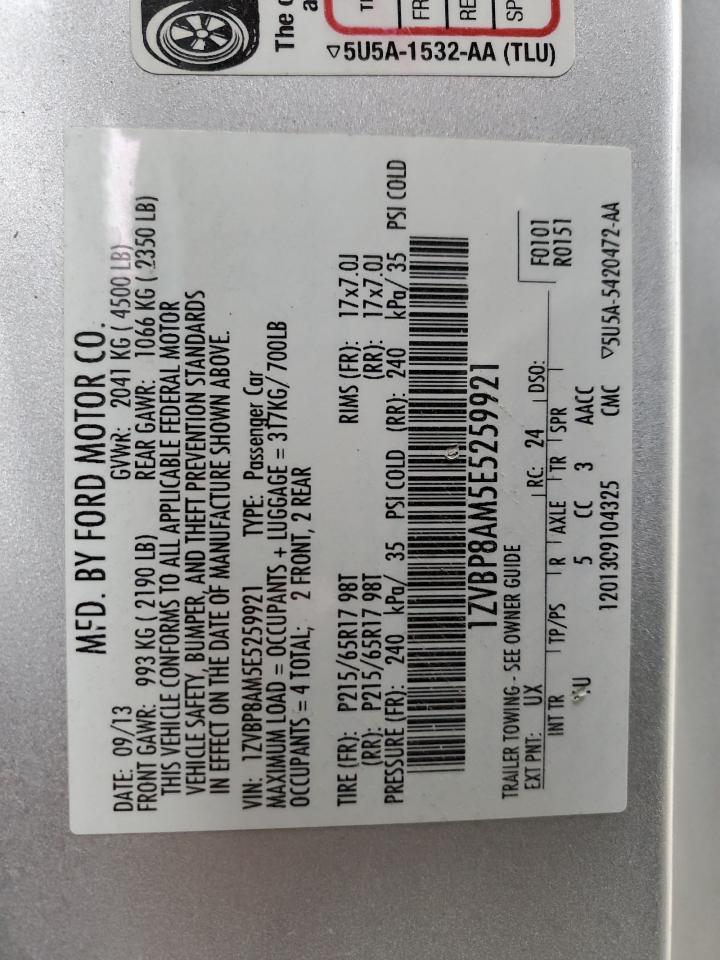 The
▽5U5A-1532-AA (TLU)
FR
RE
SP
MFD. BY FORD MOTOR CO.
DATE: 09/13 GVWR: 2041 KG ( 4500 LB)
FRONT GAWR: 993 KG ( 2190 LB) REAR GAWR: 1066 KG ( 2350 LB)
THIS VEHICLE CONFORMS TO ALL APPLICABLE FEDERAL MOTOR
VEHICLE SAFETY, BUMPER, AND THEFT PREVENTION STANDARDS
IN EFFECT ON THE DATE OF MANUFACTURE SHOWN ABOVE.
VIN: 1ZVBP8AM5E5259921 TYPE: Passenger Car
MAXIMUM LOAD = OCCUPANTS + LUGGAGE = 317KG/ 700LB
OCCUPANTS = 4 TOTAL; 2 FRONT, 2 REAR
TIRE (FR): P215/65R17 98T RIMS (FR): 17x7.0J
(RR): P215/65R17 98T (RR): 17x7.0J
PRESSURE (FR): 240 kPa/ 35 PSI COLD (RR): 240 kPa/ 35 PSI COLD
1ZVBP8AM5E5259921
TRAILER TOWING - SEE OWNER GUIDE F0101
EXT PNT: UX RC: 24 DSO: R0151
INT TR TP/PS R AXLE TR SPR
U 5 CC 3 AACC
1201309104325 CMC ▽5U5A-5420472-AA